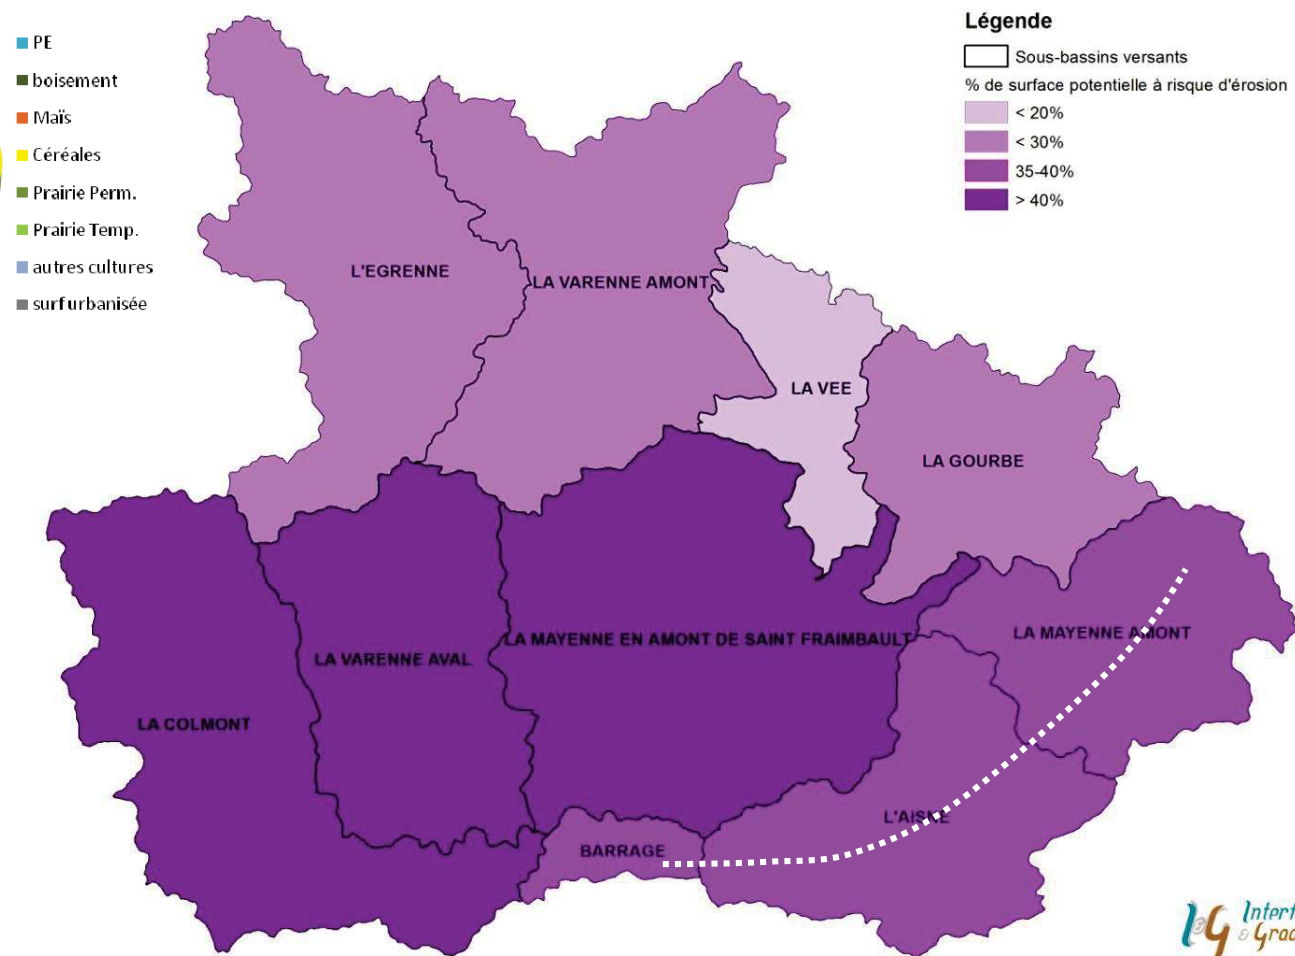 PE
boisement
Maïs
Céréales
Prairie Perm.
Prairie Temp.
autres cultures
surf urbanisée
Légende
Sous-bassins versants
% de surface potentielle à risque d'érosion
< 20%
< 30%
35-40%
> 40%
L'EGRENNE
LA VARENNE AMONT
LA VEE
LA GOURBE
LA MAYENNE AMONT
LA MAYENNE EN AMONT DE SAINT FRAIMBAULT
LA VARENNE AVAL
LA COLMONT
L'AISNE
BARRAGE